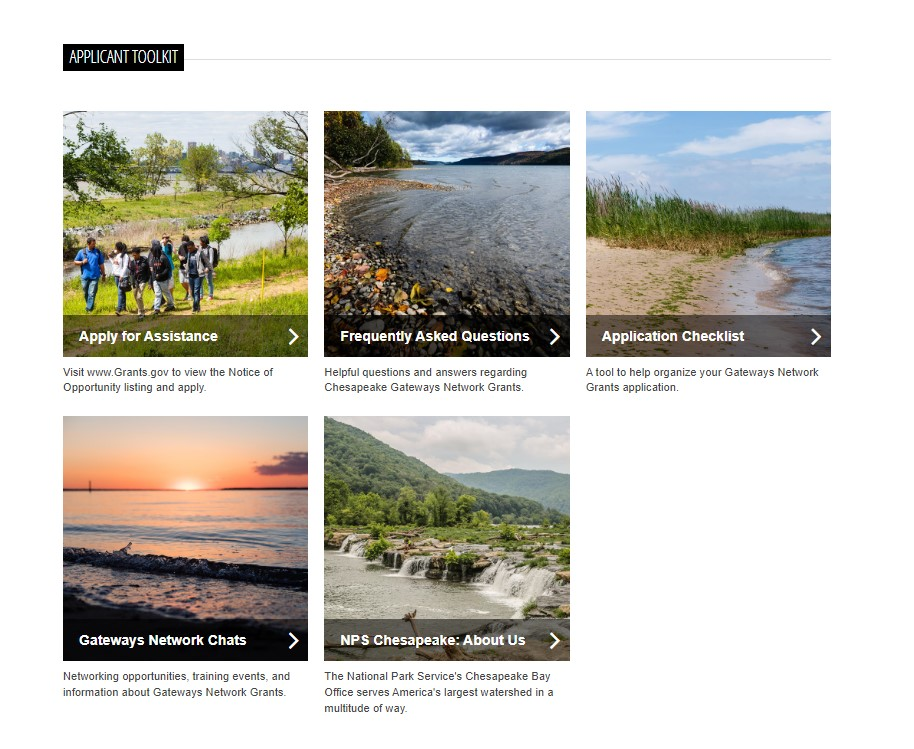 APPLICANT TOOLKIT
Apply for Assistance
Visit www.Grants.gov to view the Notice of
Opportunity listing and apply.
Frequently Asked Questions
Helpful questions and answers regarding
Chesapeake Gateways Network Grants.
Application Checklist
A tool to help organize your Gateways Network
Grants application.
Gateways Network Chats
Networking opportunities, training events, and
information about Gateways Network Grants.
NPS Chesapeake: About Us
The National Park Service's Chesapeake Bay
Office serves America's largest watershed in a
multitude of way.